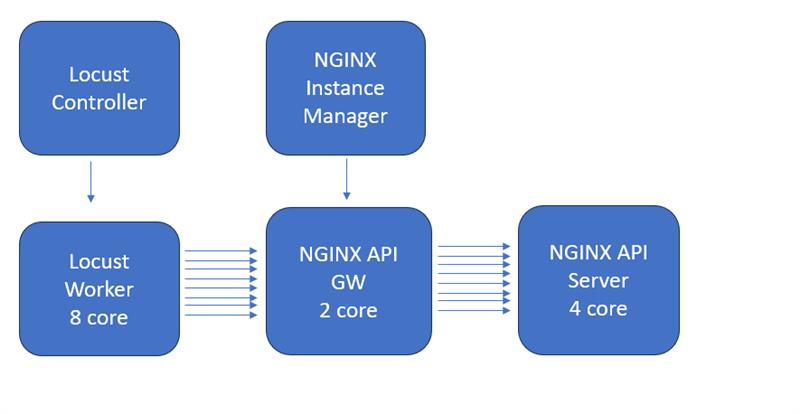 Locust
Controller
NGINX
Instance
Manager
Locust
Worker
8 core
NGINX API
GW
2 core
NGINX API
Server
4 core